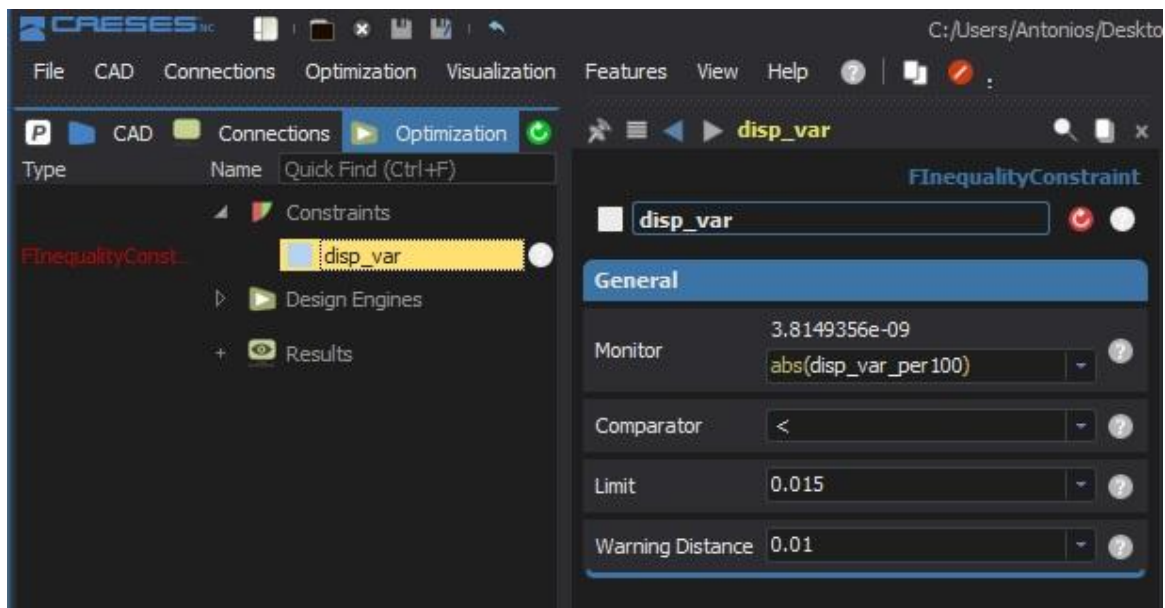 CAESES NC
C:/Users/Antonios/Deskto
File CAD Connections Optimization Visualization Features View Help
P CAD Connections Optimization
disp_var
Type Name Quick Find (Ctrl+F)
FInequalityConstraint
Constraints
disp_var
FInequalityConst...
disp_var
General
Design Engines
3.8149356e-09
Monitor
abs(disp_var_per100)
Results
Comparator <
Limit 0.015
Warning Distance 0.01